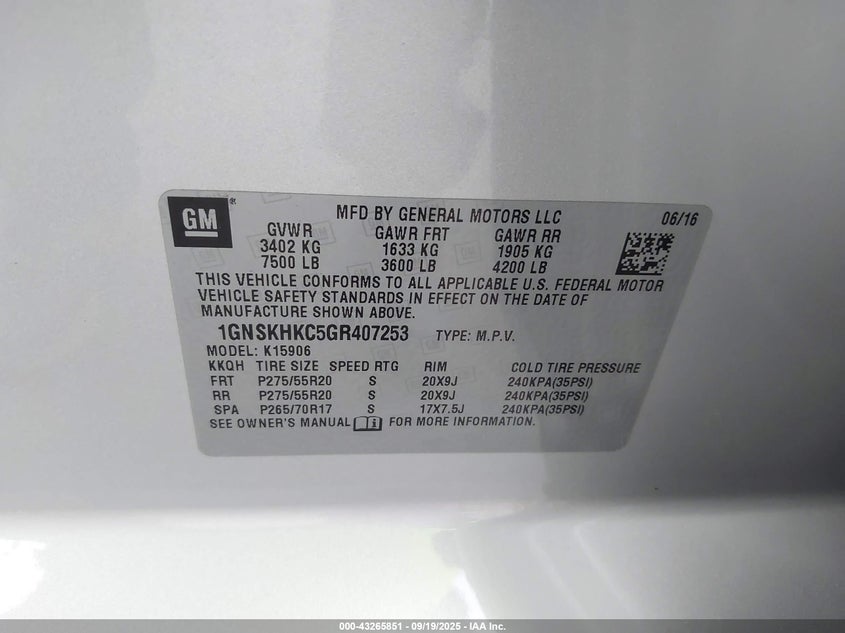 GM
MFD BY GENERAL MOTORS LLC 06/16
GVWR GAWR FRT GAWR RR
3402 KG 1633 KG 1905 KG
7500 LB 3600 LB 4200 LB
THIS VEHICLE CONFORMS TO ALL APPLICABLE U.S. FEDERAL MOTOR
VEHICLE SAFETY STANDARDS IN EFFECT ON THE DATE OF
MANUFACTURE SHOWN ABOVE.
1GNSKHKC5GR407253 TYPE: M.P.V.
MODEL: K15906
KKQH TIRE SIZE SPEED RTG RIM COLD TIRE PRESSURE
FRT P275/55R20 S 20X9J 240KPA(35PSI)
RR P275/55R20 S 20X9J 240KPA(35PSI)
SPA P265/70R17 S 17X7.5J 240KPA(35PSI)
SEE OWNER'S MANUAL FOR MORE INFORMATION.
000-43265851 - 09/19/2025 - IAA Inc.